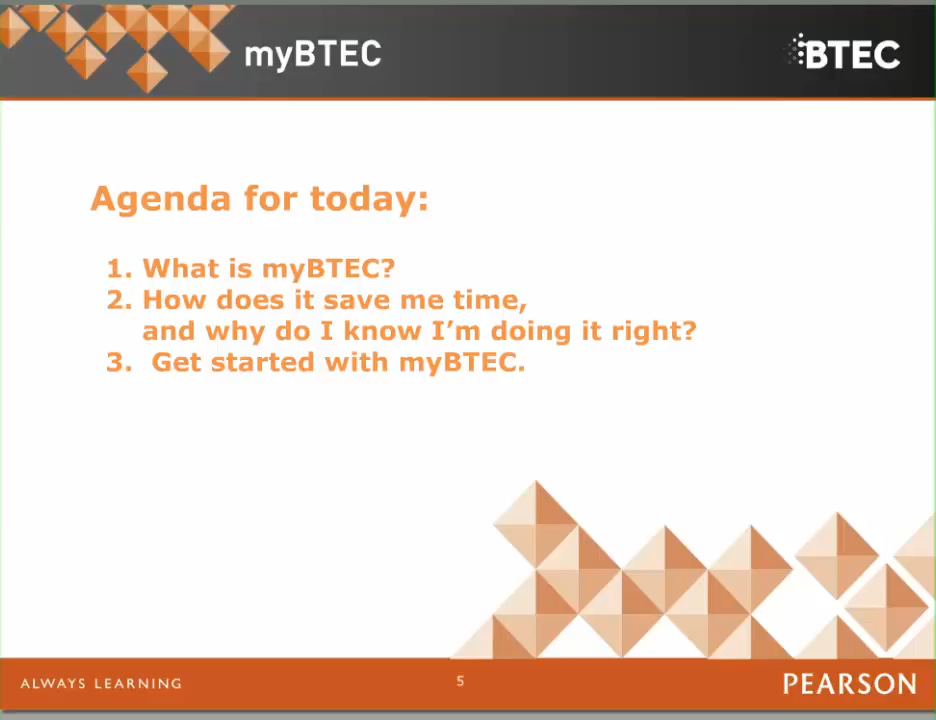 myBTEC
BTEC
Agenda for today:
1. What is myBTEC?
2. How does it save me time,
and why do I know I’m doing it right?
3. Get started with myBTEC.
ALWAYS LEARNING
5
PEARSON